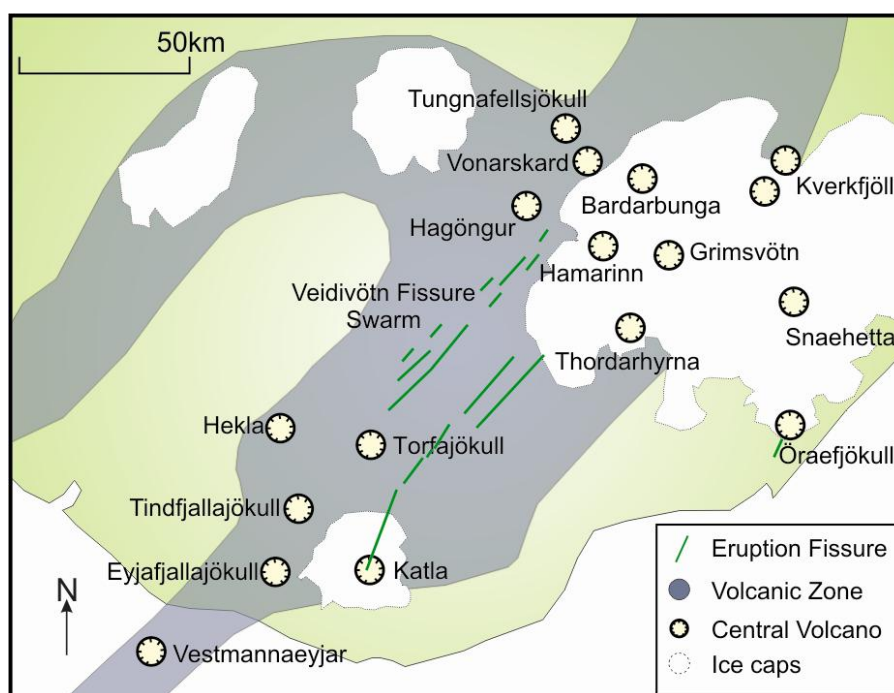 50km
Tungnafellsjökull
Vonarskard
Kverkfjöll
Bardarbunga
Hagöngur
Hamarinn
Grimsvötn
Veidivötn Fissure
Swarm
Snaehetta
Thordarhyrna
Hekla
Torfajökull
Öraefjökull
Tindfjallajökull
Eyjafjallajökull
Katla
N
Vestmannaeyjar
Eruption Fissure
Volcanic Zone
Central Volcano
Ice caps